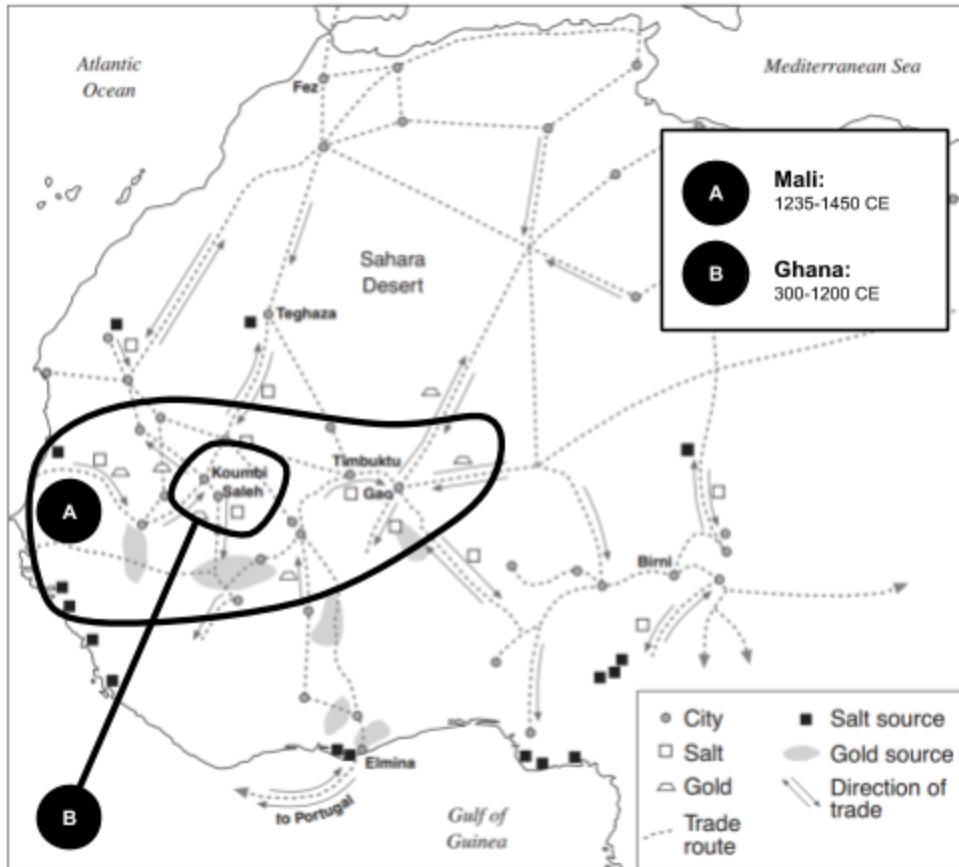 Atlantic
Ocean
Mediterranean Sea
Fez
A
Mali:
1235-1450 CE
B
Ghana:
300-1200 CE
Sahara
Desert
Teghaza
Timbuktu
Koumbi
Saleh
Gao
A
Birni
Elmina
to Portugal
Gulf of
Guinea
B
City
Salt
Gold
Trade
route
Salt source
Gold source
Direction of
trade